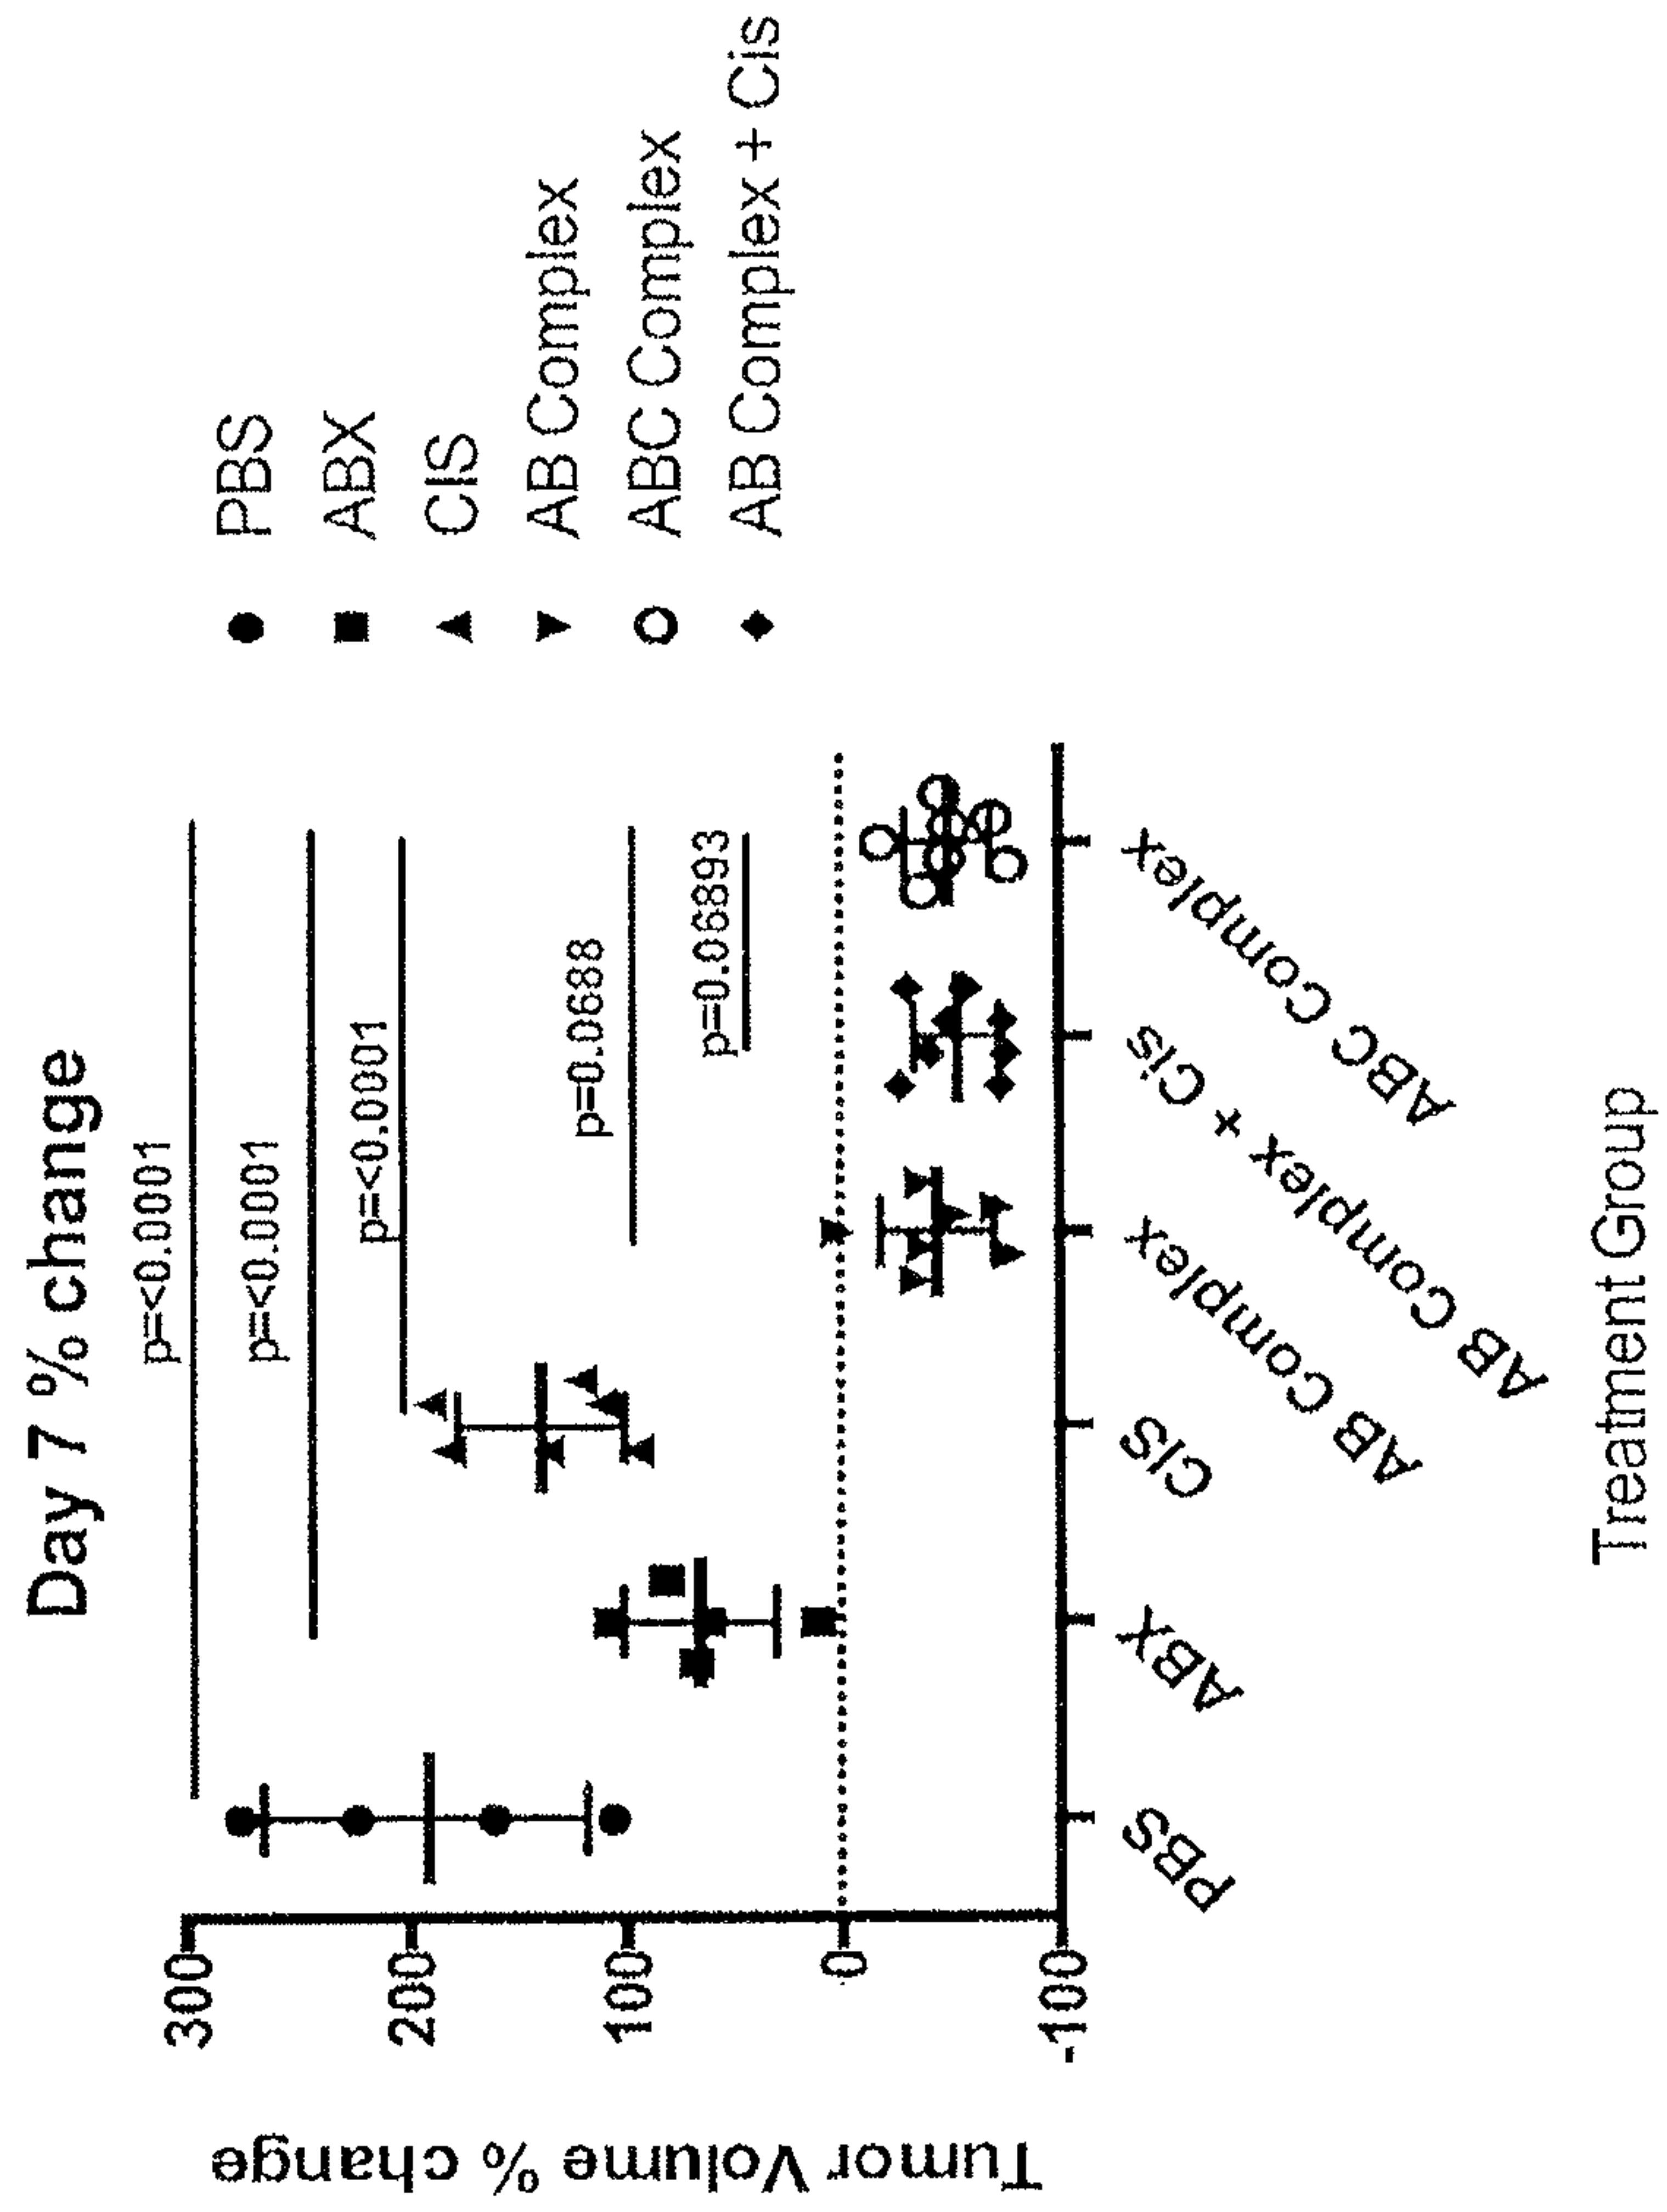 Day 7 % change
p=<0.0001
p=<0.0001
p=<0.0001
p=0.0688
p=0.06893
300
200
100
0
-100
Tumor Volume % change
PBS
ABX
CIS
AB Complex
AB Complex + Cis
ABC Complex
Treatment Group
PBS
ABX
CIS
AB Complex
ABC Complex
AB Complex + Cis